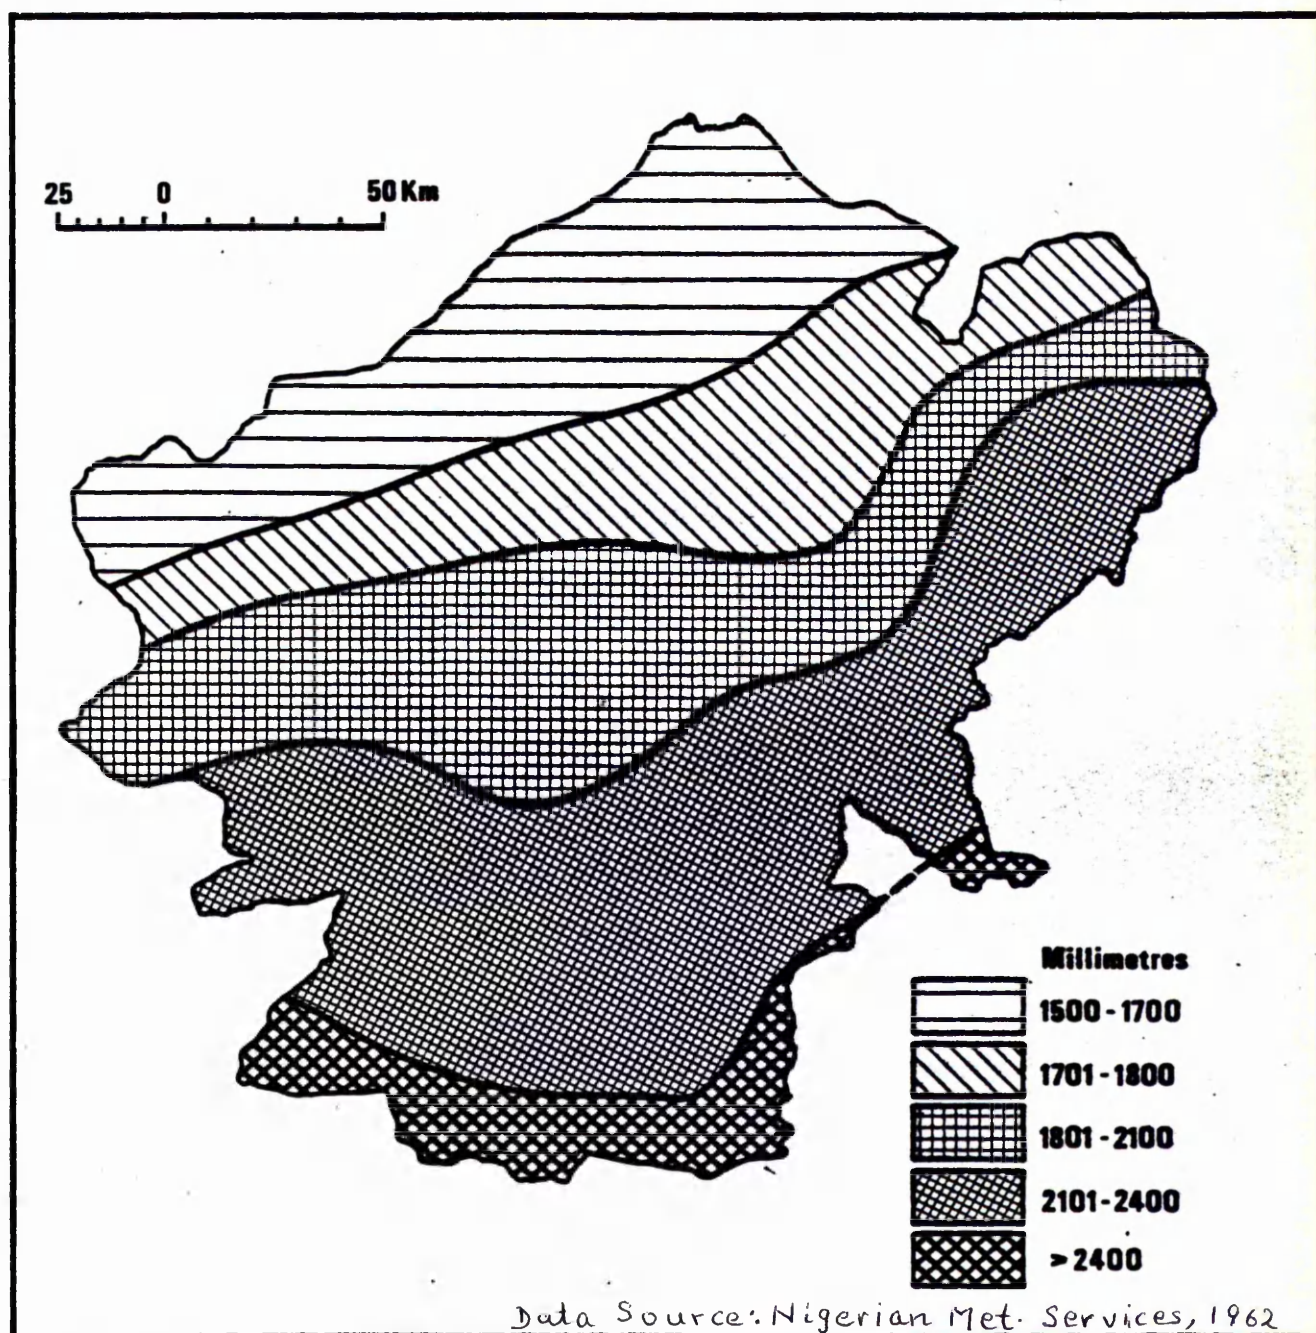 25 0 50 Km
Millimetres
1500 - 1700
1701 - 1800
1801 - 2100
2101 - 2400
> 2400
Data Source: Nigerian Met. Services, 1962